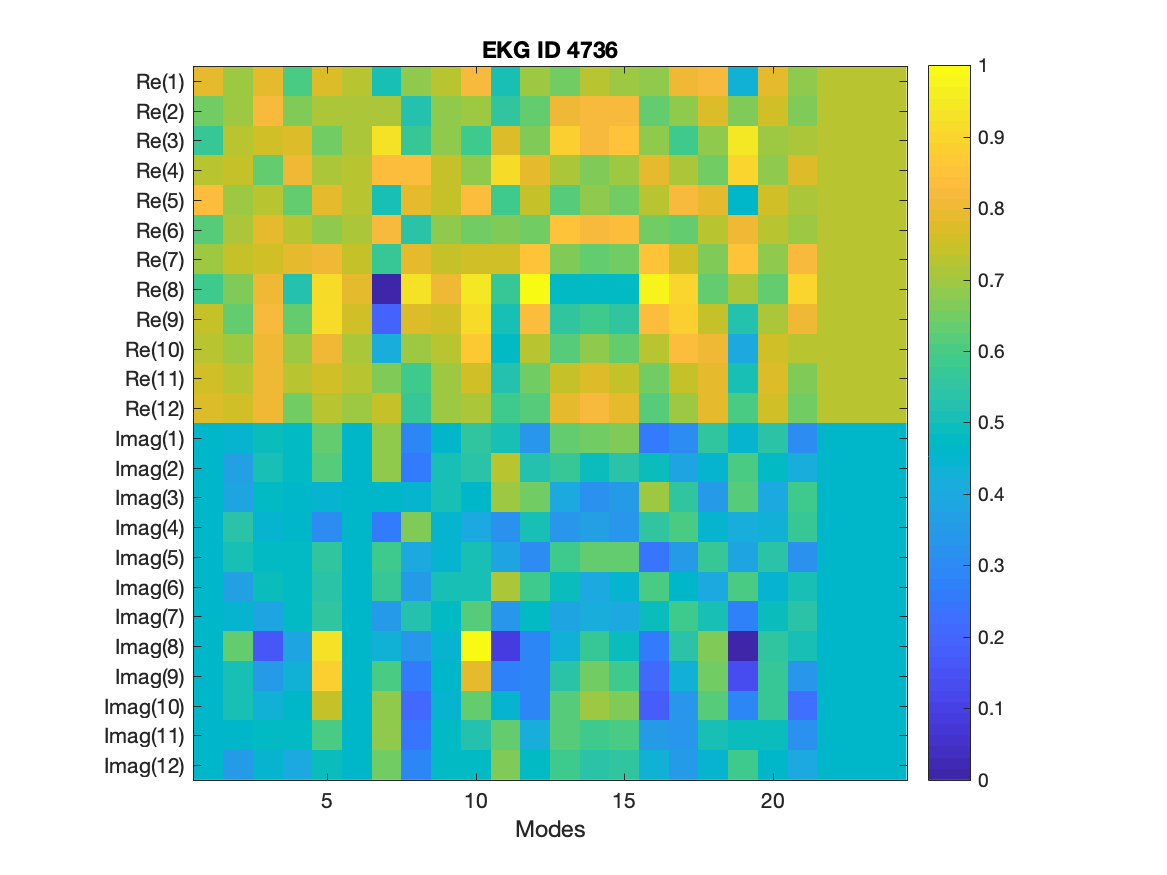 EKG ID 4736
Re(1)
Re(2)
Re(3)
Re(4)
Re(5)
Re(6)
Re(7)
Re(8)
Re(9)
Re(10)
Re(11)
Re(12)
Imag(1)
Imag(2)
Imag(3)
Imag(4)
Imag(5)
Imag(6)
Imag(7)
Imag(8)
Imag(9)
Imag(10)
Imag(11)
Imag(12)
5 10 15 20
Modes
1
0.9
0.8
0.7
0.6
0.5
0.4
0.3
0.2
0.1
0